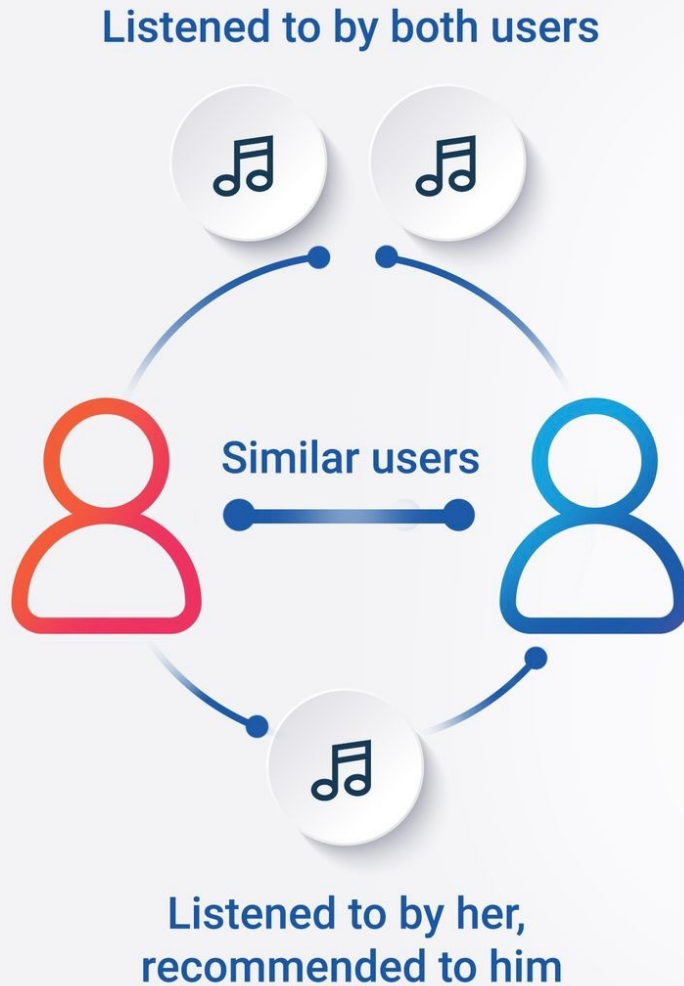 Listened to by both users
Similar users
Listened to by her,
recommended to him